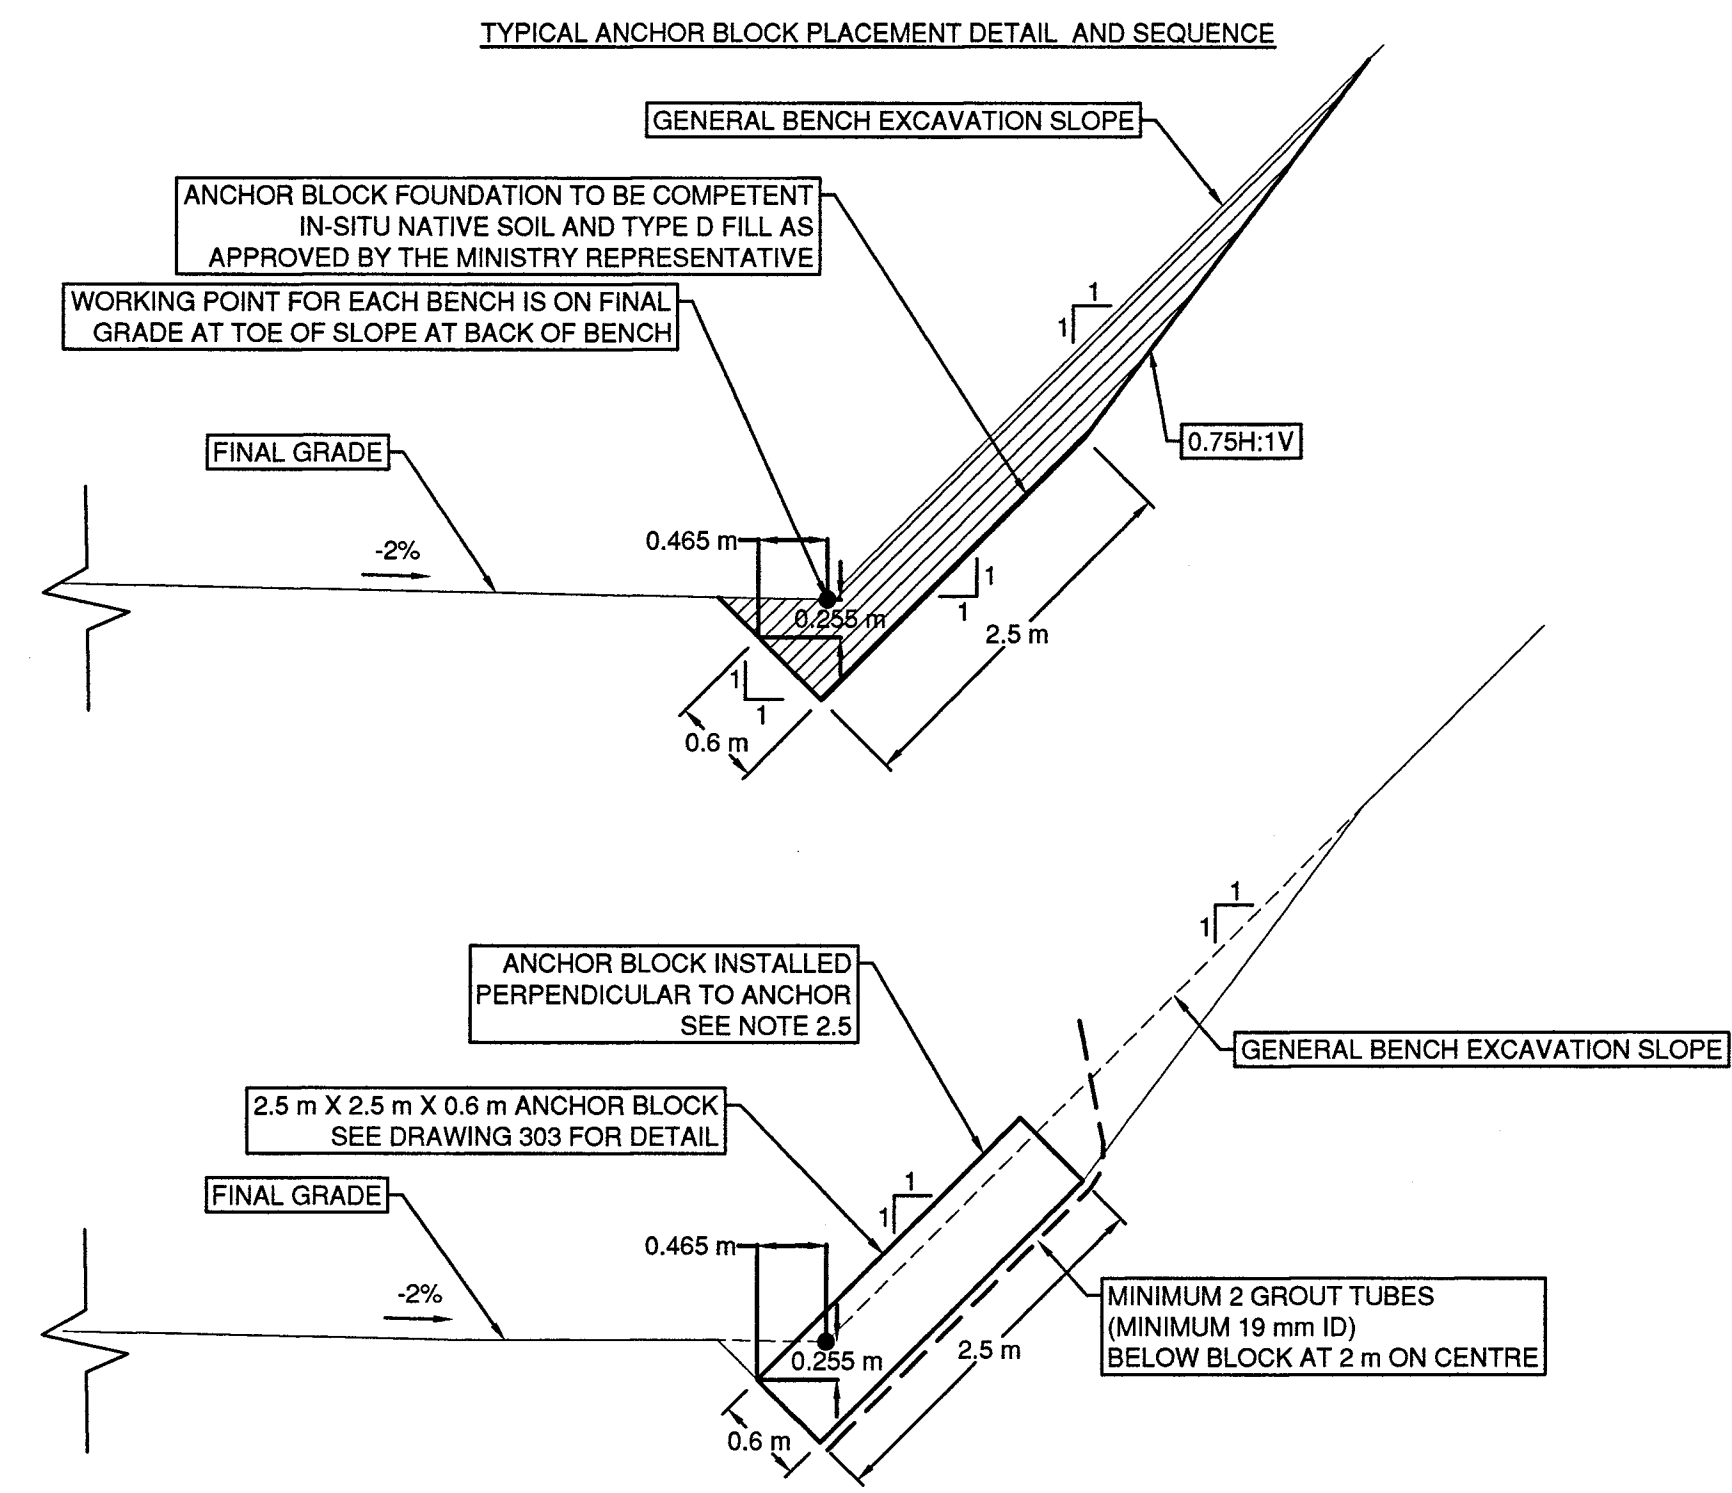 TYPICAL ANCHOR BLOCK PLACEMENT DETAIL AND SEQUENCE
GENERAL BENCH EXCAVATION SLOPE
ANCHOR BLOCK FOUNDATION TO BE COMPETENT
IN-SITU NATIVE SOIL AND TYPE D FILL AS
APPROVED BY THE MINISTRY REPRESENTATIVE
WORKING POINT FOR EACH BENCH IS ON FINAL
GRADE AT TOE OF SLOPE AT BACK OF BENCH
1
1
0.75H:1V
FINAL GRADE
-2%
0.465 m
0.255 m
1
1
2.5 m
1
1
0.6 m
1
1
ANCHOR BLOCK INSTALLED
PERPENDICULAR TO ANCHOR
SEE NOTE 2.5
GENERAL BENCH EXCAVATION SLOPE
2.5 m X 2.5 m X 0.6 m ANCHOR BLOCK
SEE DRAWING 303 FOR DETAIL
FINAL GRADE
1
1
0.465 m
-2%
0.255 m
2.5 m
MINIMUM 2 GROUT TUBES
(MINIMUM 19 mm ID)
BELOW BLOCK AT 2 m ON CENTRE
0.6 m